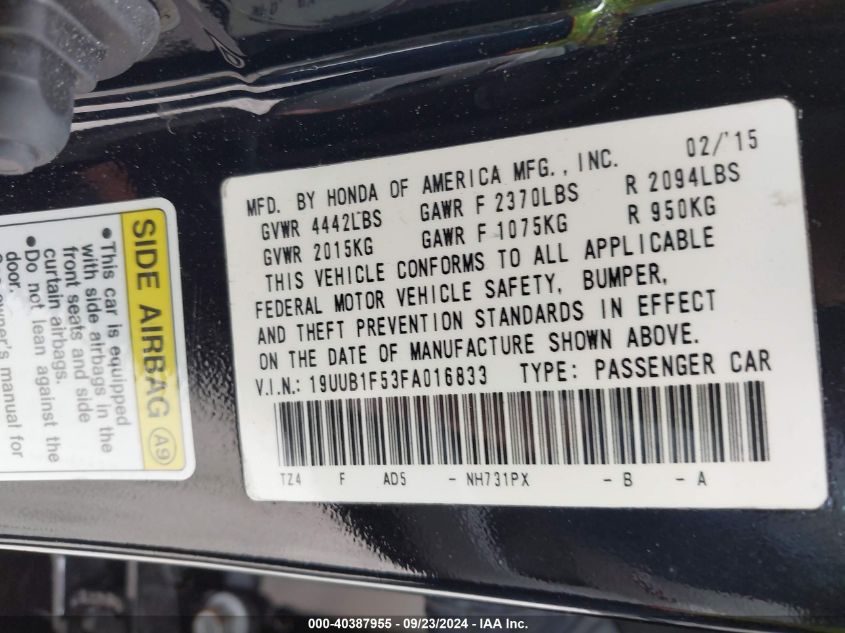 MFD. BY HONDA OF AMERICA MFG., INC. 02/'15
GVWR 4442LBS GAWR F 2370LBS R 2094LBS
GVWR 2015KG GAWR F 1075KG R 950KG
THIS VEHICLE CONFORMS TO ALL APPLICABLE
FEDERAL MOTOR VEHICLE SAFETY, BUMPER,
AND THEFT PREVENTION STANDARDS IN EFFECT
ON THE DATE OF MANUFACTURE SHOWN ABOVE.
V.I.N.: 19UUB1F53FA016833 TYPE: PASSENGER CAR
TZ4 F AD5 - NH731PX - B - A
SIDE AIRBAG A9
•This car is equipped
with side airbags in the
front seats and side
curtain airbags.
•Do not lean against the
door.
owner's manual for
000-40387955 - 09/23/2024 - IAA Inc.